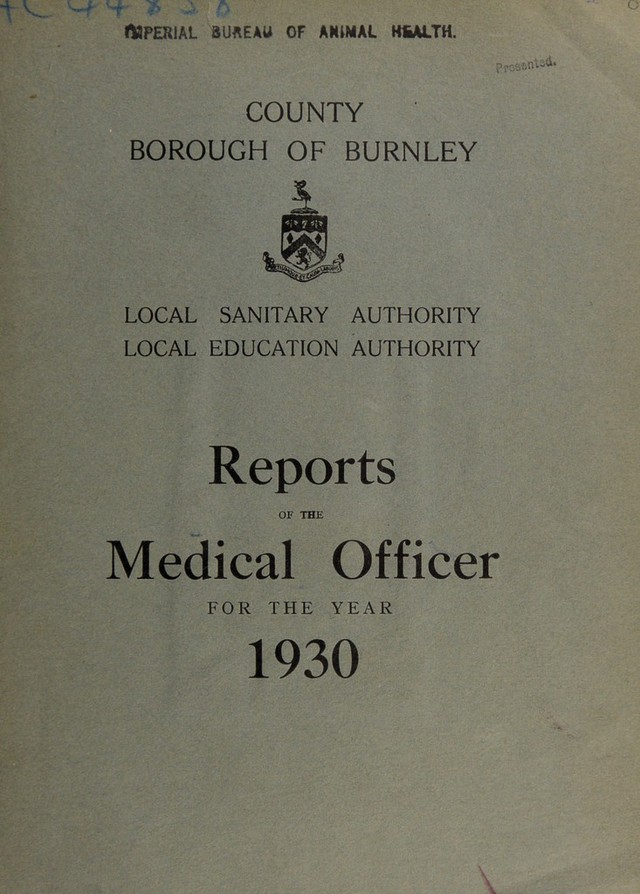 IMPERIAL BUREAU OF ANIMAL HEALTH.
Presented.
COUNTY
BOROUGH OF BURNLEY
LOCAL SANITARY AUTHORITY
LOCAL EDUCATION AUTHORITY
Reports
OF THE
Medical Officer
FOR THE YEAR
1930